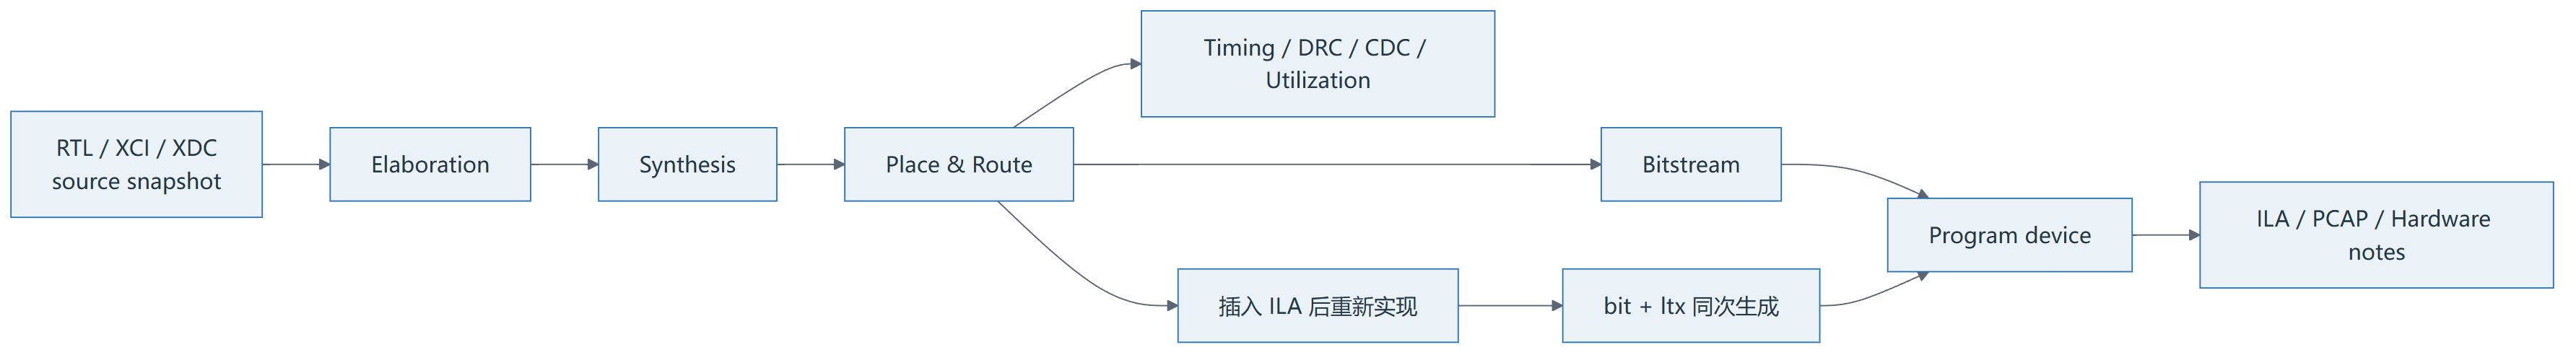 RTL / XCI / XDC
source snapshot
Elaboration
Synthesis
Place & Route
Timing / DRC / CDC /
Utilization
Bitstream
插入 ILA 后重新实现
bit + ltx 同次生成
Program device
ILA / PCAP / Hardware
notes